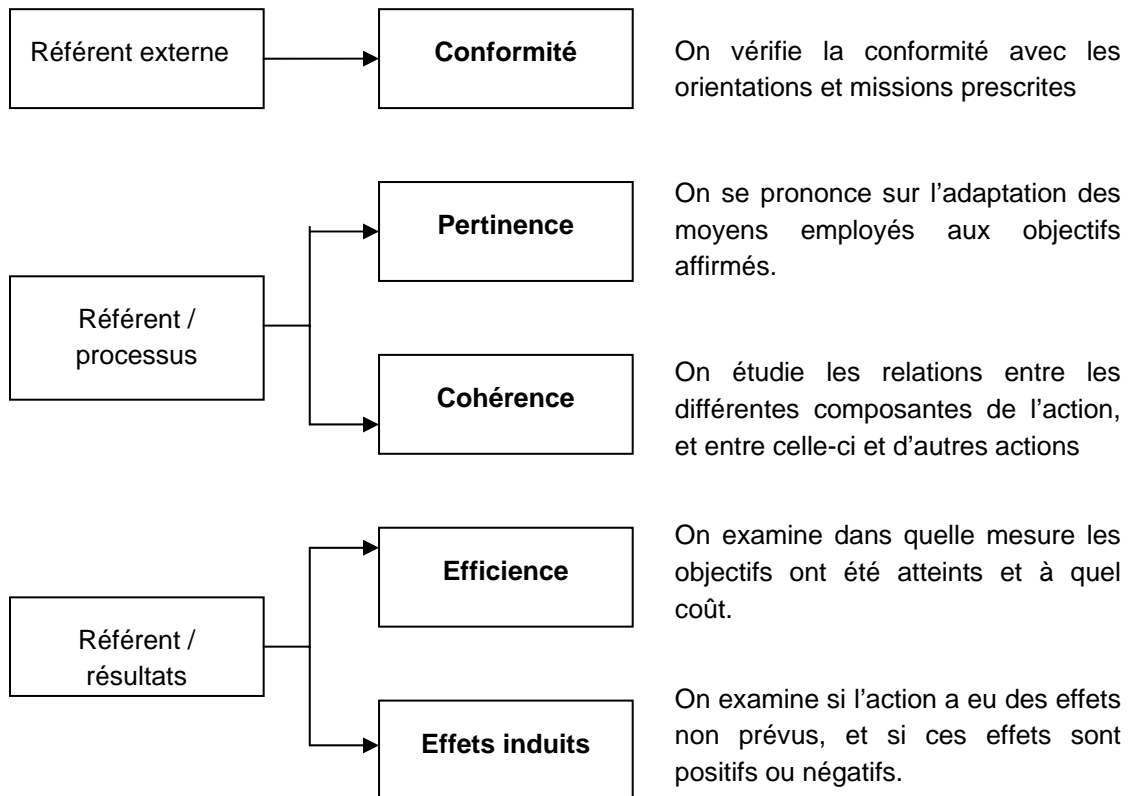 Référent externe
Conformité
On vérifie la conformité avec les
orientations et missions prescrites
Référent /
processus
Pertinence
On se prononce sur l’adaptation des
moyens employés aux objectifs
affirmés.
Cohérence
On étudie les relations entre les
différentes composantes de l’action,
et entre celle-ci et d’autres actions
Référent /
résultats
Efficience
On examine dans quelle mesure les
objectifs ont été atteints et à quel
coût.
Effets induits
On examine si l’action a eu des effets
non prévus, et si ces effets sont
positifs ou négatifs.